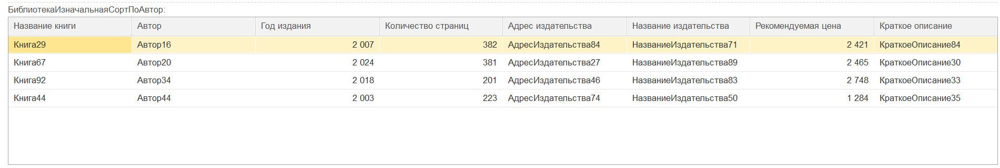 БиблиотекаИзначальнаяСортПоАвтор:
Название книги Автор Год издания Количество страниц Адрес издательства Название издательства Рекомендуемая цена Краткое описание
Книга29 Автор16 2 007 382 АдресИздательства84 НазваниеИздательства71 2 421 КраткоеОписание84
Книга67 Автор20 2 024 381 АдресИздательства27 НазваниеИздательства89 2 465 КраткоеОписание30
Книга92 Автор34 2 018 201 АдресИздательства46 НазваниеИздательства83 2 748 КраткоеОписание33
Книга44 Автор44 2 003 223 АдресИздательства74 НазваниеИздательства50 1 284 КраткоеОписание35